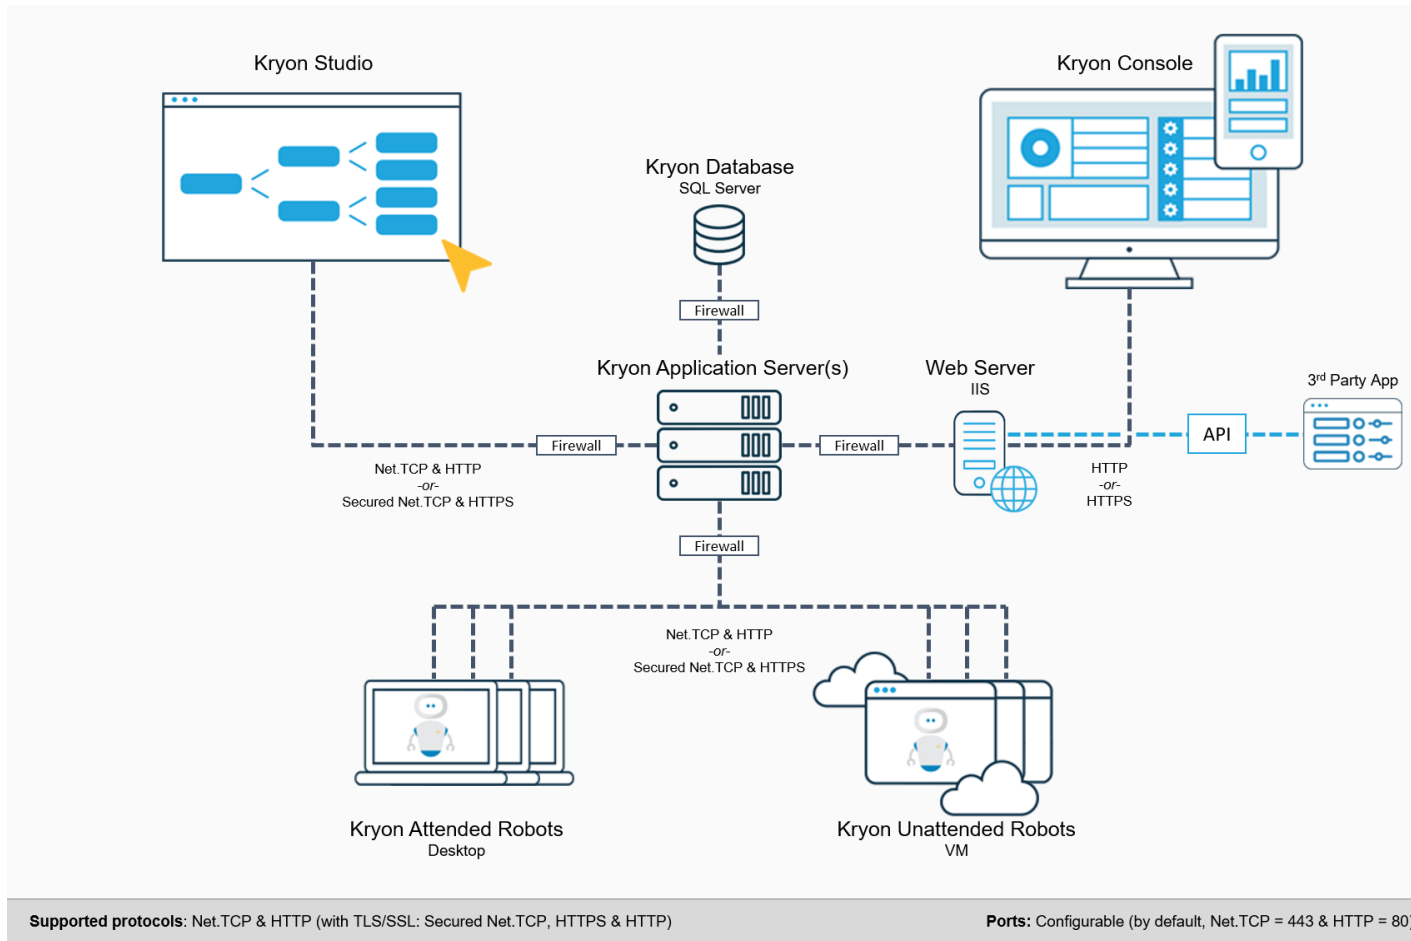 Kryon Studio
Kryon Console
Kryon Database
SQL Server
Firewall
Kryon Application Server(s)
Web Server
IIS
3rd Party App
Firewall
Firewall
API
Net.TCP & HTTP
-or-
Secured Net.TCP & HTTPS
HTTP
-or-
HTTPS
Firewall
Net.TCP & HTTP
-or-
Secured Net.TCP & HTTPS
Kryon Attended Robots
Desktop
Kryon Unattended Robots
VM
Supported protocols: Net.TCP & HTTP (with TLS/SSL: Secured Net.TCP, HTTPS & HTTP)
Ports: Configurable (by default, Net.TCP = 443 & HTTP = 80)